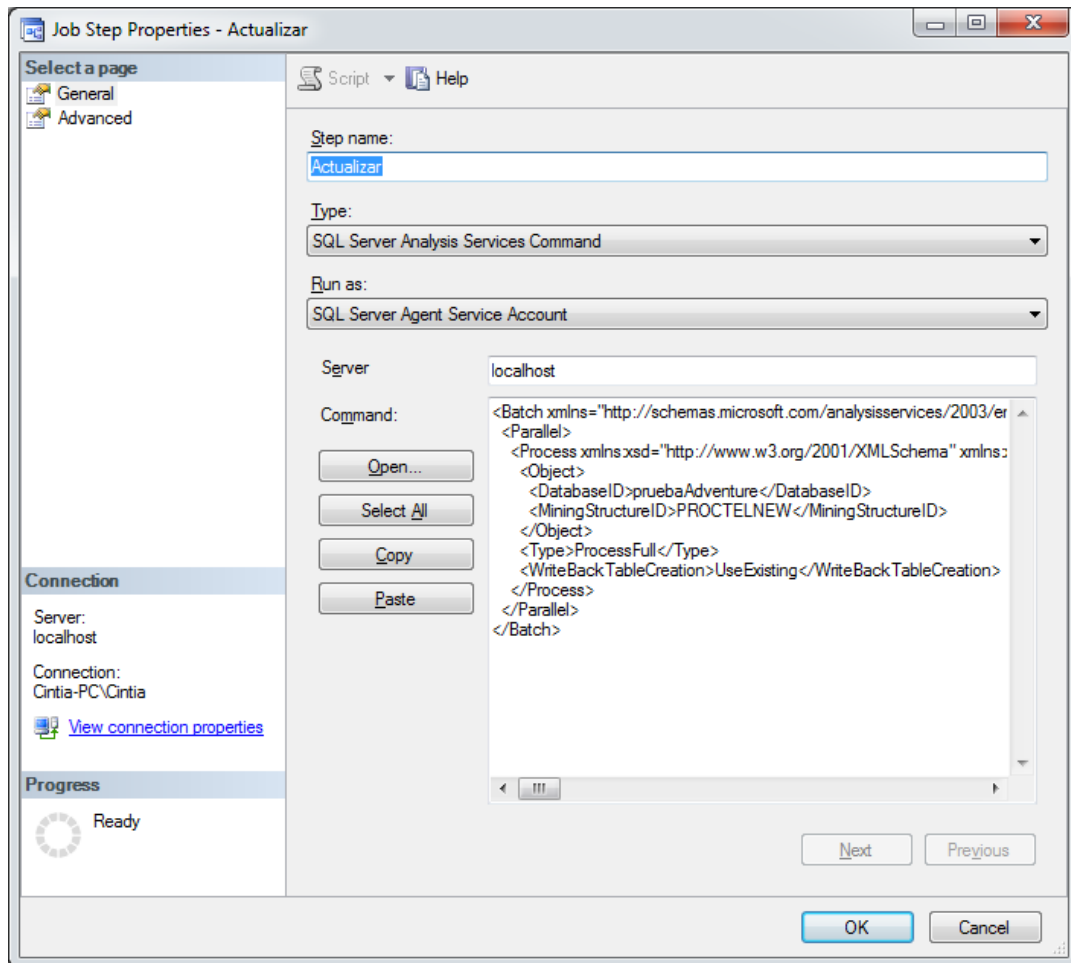 Job Step Properties - Actualizar
Select a page
General
Advanced
Script
Help
Step name:
Actualizar
Type:
SQL Server Analysis Services Command
Run as:
SQL Server Agent Service Account
Server
localhost
Command:
Open...
Select All
Copy
Paste
<Batch xmlns="http://schemas.microsoft.com/analysisservices/2003/er
<Parallel>
<Process xmlns:xsd="http://www.w3.org/2001/XMLSchema" xmlns:
<Object>
<DatabaseID>pruebaAdventure</DatabaseID>
<MiningStructureID>PROCTELNEW</MiningStructureID>
</Object>
<Type>ProcessFull</Type>
<WriteBackTableCreation>UseExisting</WriteBackTableCreation>
</Process>
</Parallel>
</Batch>
Connection
Server:
localhost
Connection:
Cintia-PC\Cintia
View connection properties
Progress
Ready
Next
Previous
OK
Cancel